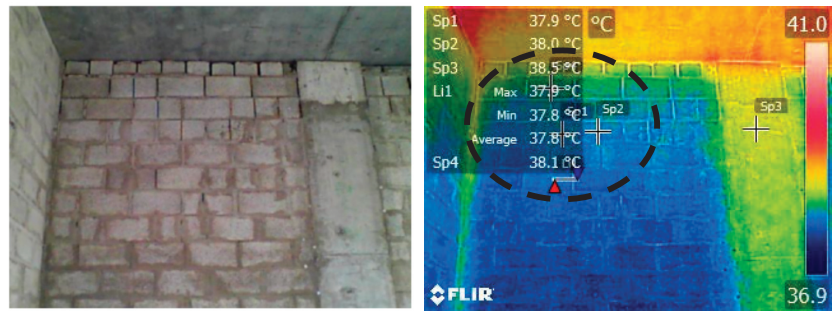 Sp1 37.9 °C °C 41.0
Sp2 38.0 °C
Sp3 38.5 °C
Li1 Max 37.9 °C
Min 37.8 °C Sp1 Sp2 Sp3
Average 37.8 °C
Sp4 38.1 °C
FLIR 36.9